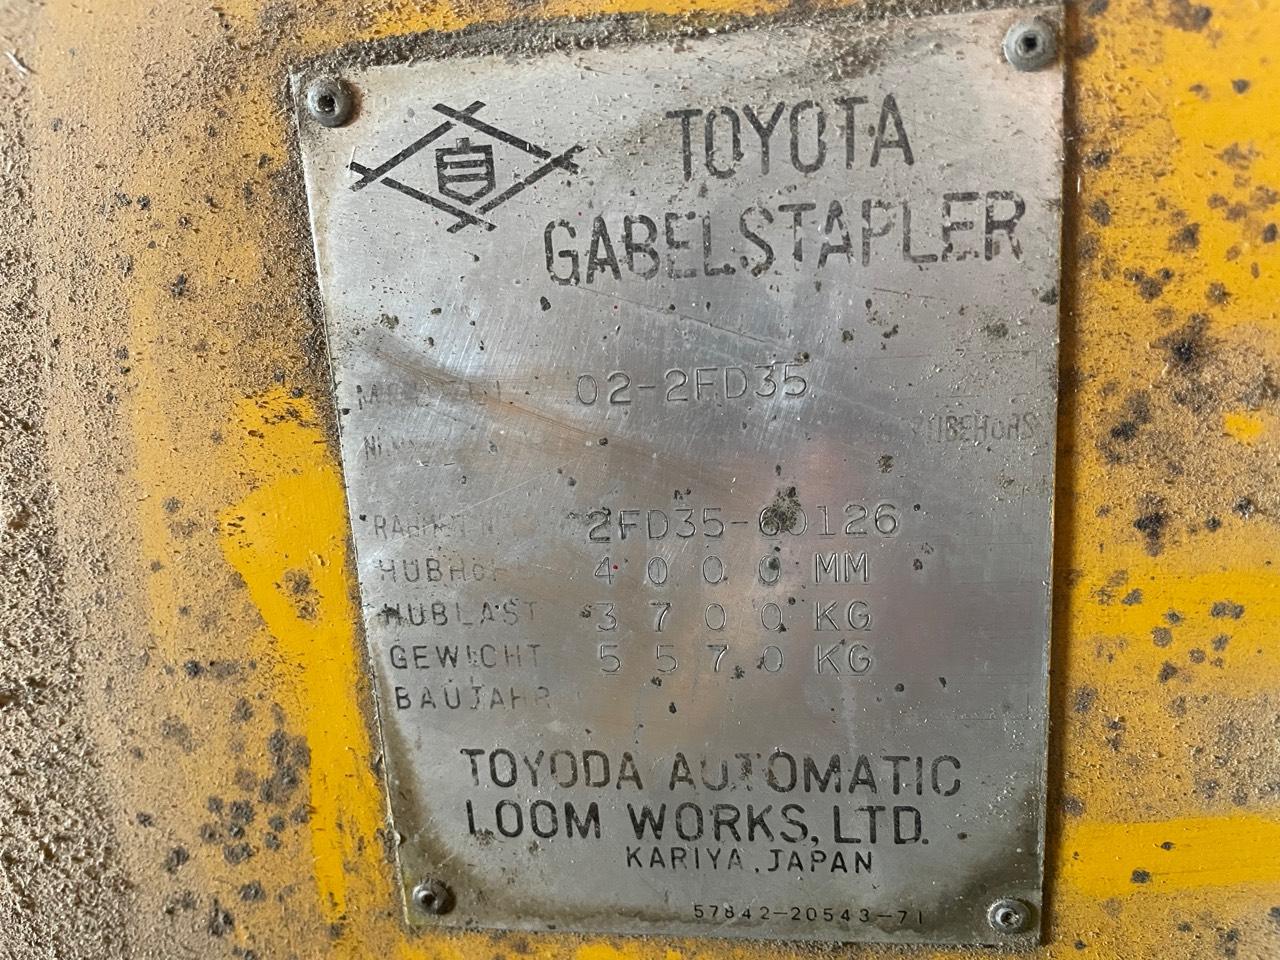 自
TOYOTA
GABELSTAPLER
02-2FD35
2FD35-60126
4000 MM
HUBLAST 3700 KG
GEWICHT 5570 KG
BAUJAHR
TOYODA AUTOMATIC
LOOM WORKS, LTD.
KARIYA, JAPAN
57842-20543-71